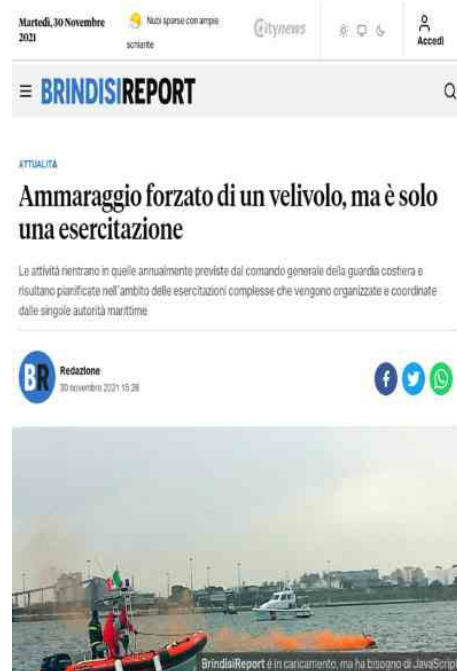 Martedì, 30 Novembre
2021
Nubi sparse con ampie
schiarite
Citynews
Accedi
BRINDISIREPORT
ATTUALITÀ
Ammaraggio forzato di un velivolo, ma è solo
una esercitazione
Le attività rientrano in quelle annualmente previste dal comando generale della guardia costiera e
risultano pianificate nell'ambito delle esercitazioni complesse che vengono organizzate e coordinate
dalle singole autorità marittime
BR
Redazione
30 novembre 2021 15:28
BrindisiReport è in caricamento, ma ha bisogno di JavaScript